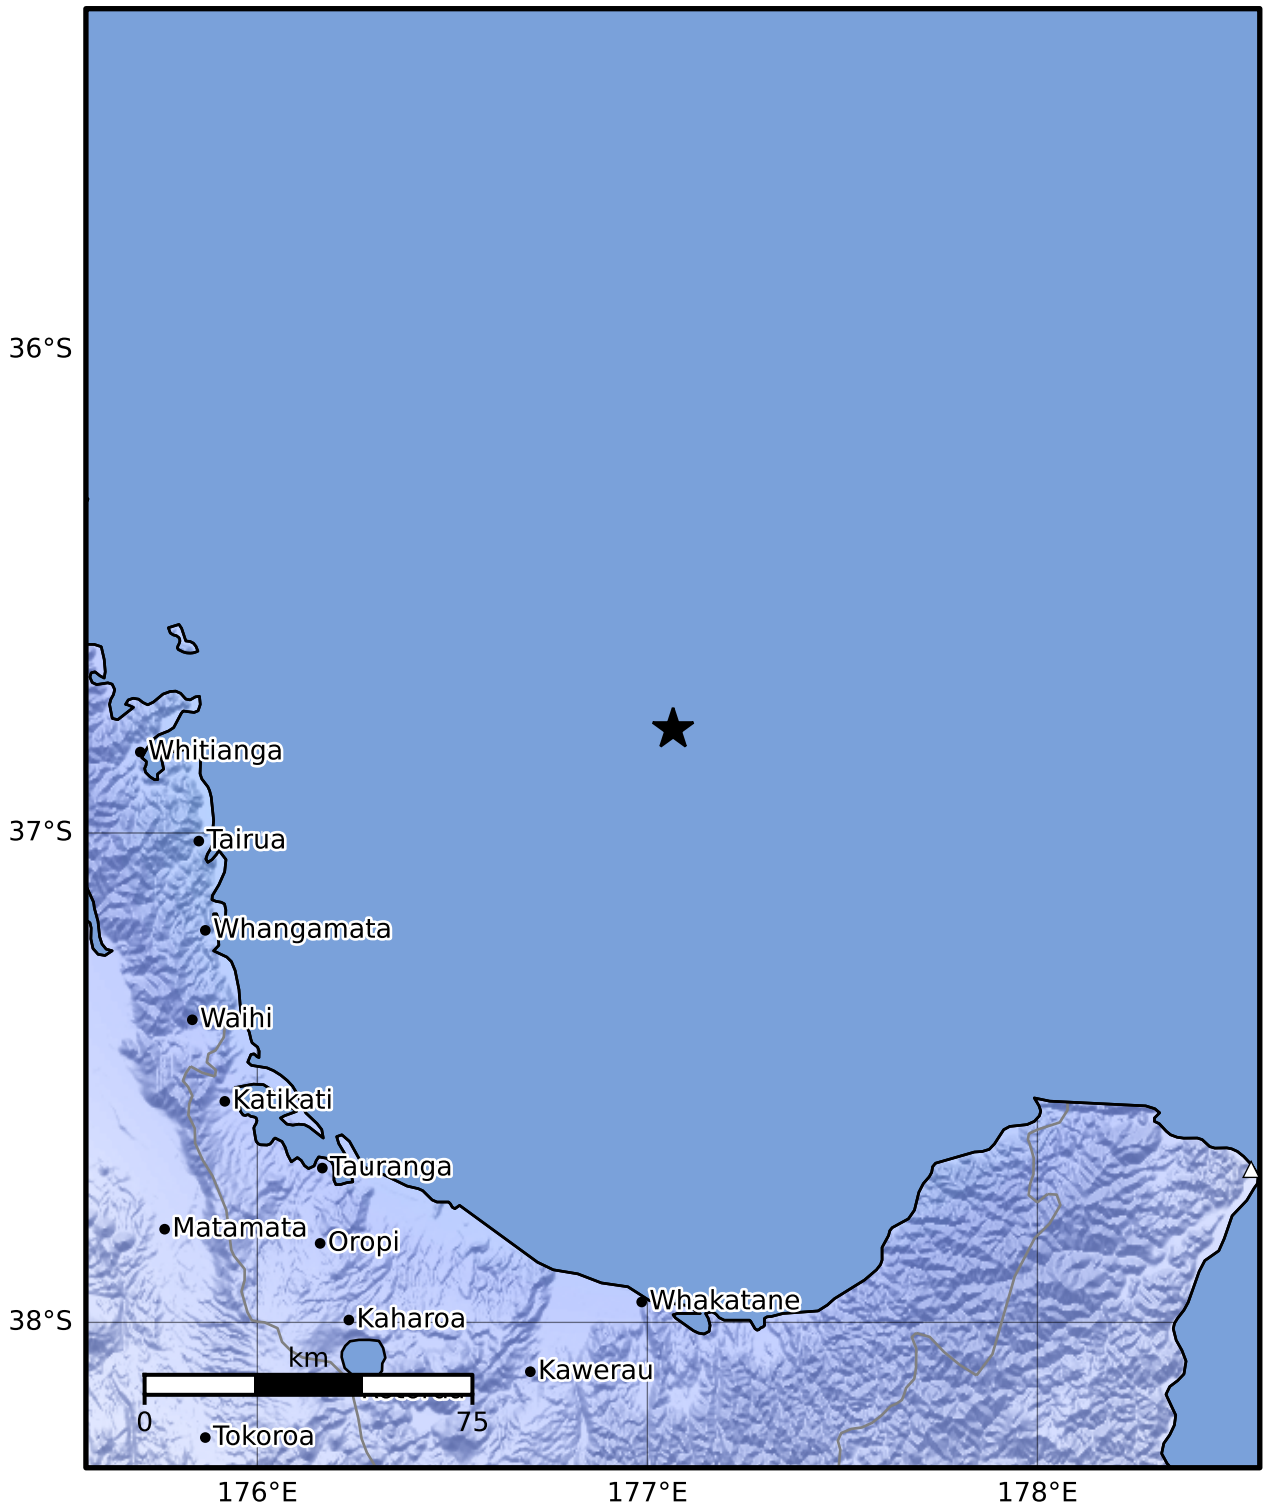 36°S
Whitianga
37°S
Tairua
Whangamata
Waihi
Katikati
Tauranga
Matamata
Oropi
Whakatane
38°S
Kaharoa
km
Kawerau
0
75
Tokoroa
176°E
177°E
178°E